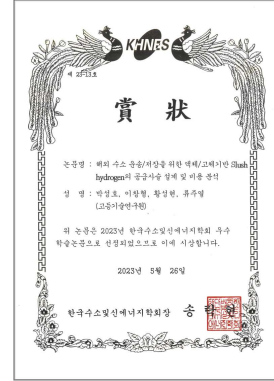 KHNES
제 23-13호
賞 狀
논문명 : 해외 수소 운송/저장을 위한 액체/고체기반 Slush
hydrogen의 공급사슬 설계 및 비용 분석
성 명 : 박성호, 이창형, 황성현, 류주열
(고등기술연구원)
위 논문은 2023년 한국수소및신에너지학회 우수
학술논문으로 선정되었으므로 이에 시상합니다.
2023년 5월 26일
한국수소및신에너지학회장 송 락 현